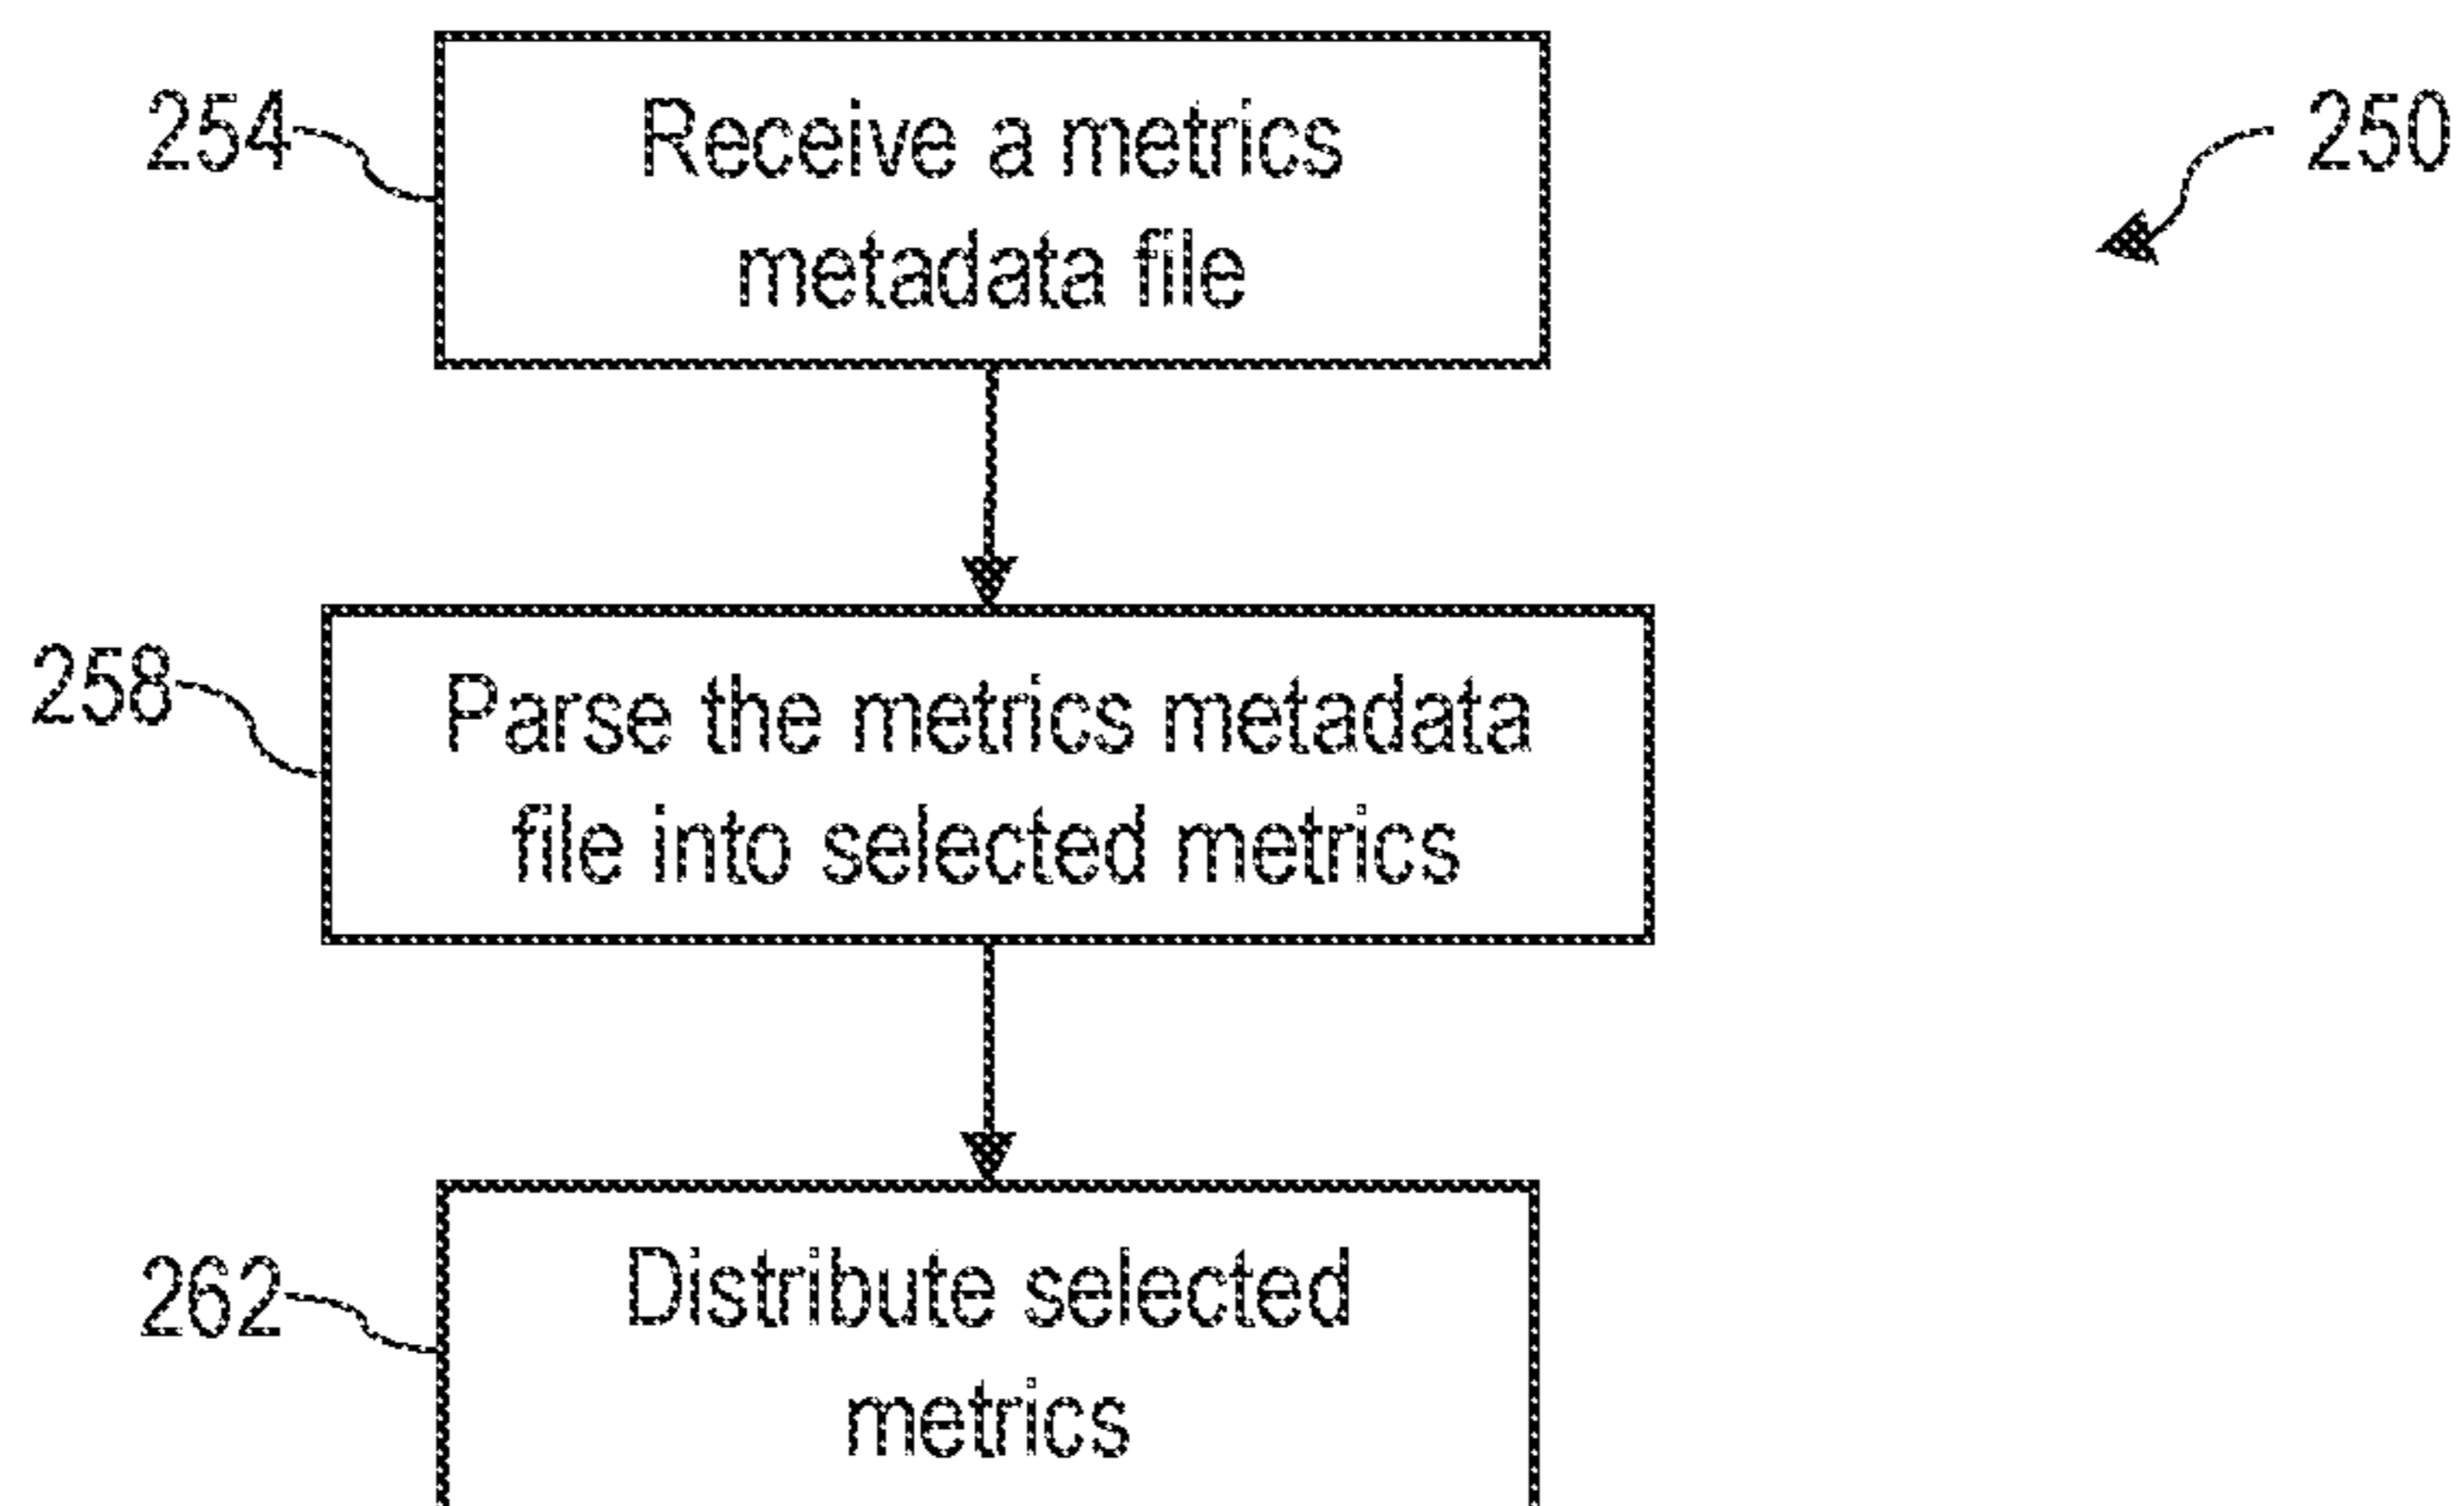 254
Receive a metrics
metadata file
250
258
Parse the metrics metadata
file into selected metrics
262
Distribute selected
metrics